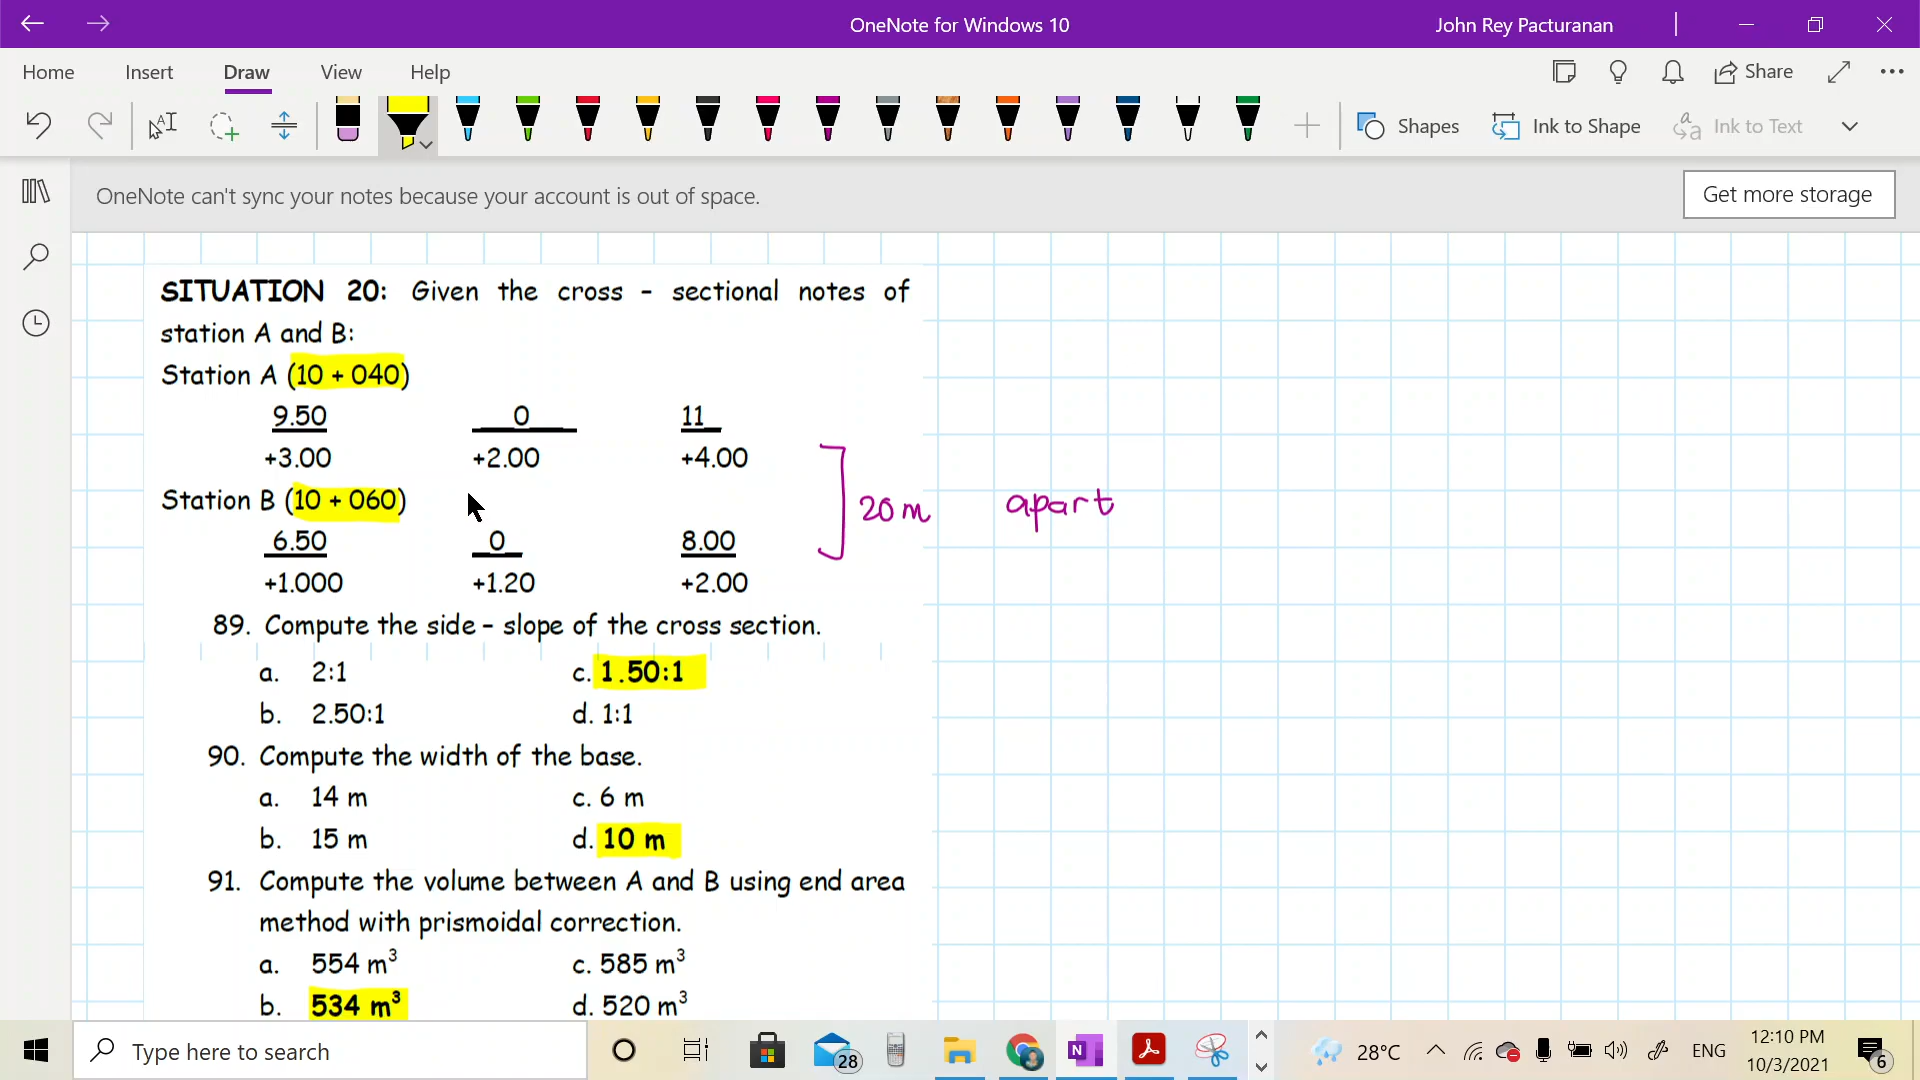 OneNote for Windows 10
John Rey Pacturanan
Home Insert Draw View Help
Share
Shapes Ink to Shape Ink to Text
OneNote can't sync your notes because your account is out of space.
Get more storage
SITUATION 20: Given the cross - sectional notes of
station A and B:
Station A (10 + 040)
9.50 0 11
+3.00 +2.00 +4.00
Station B (10 + 060)
20 m apart
6.50 0 8.00
+1.000 +1.20 +2.00
89. Compute the side - slope of the cross section.
a. 2:1 c. 1.50:1
b. 2.50:1 d. 1:1
90. Compute the width of the base.
a. 14 m c. 6 m
b. 15 m d. 10 m
91. Compute the volume between A and B using end area
method with prismoidal correction.
a. 554 m³ c. 585 m³
b. 534 m³ d. 520 m³
Type here to search
28
28°C
ENG
12:10 PM
10/3/2021
6